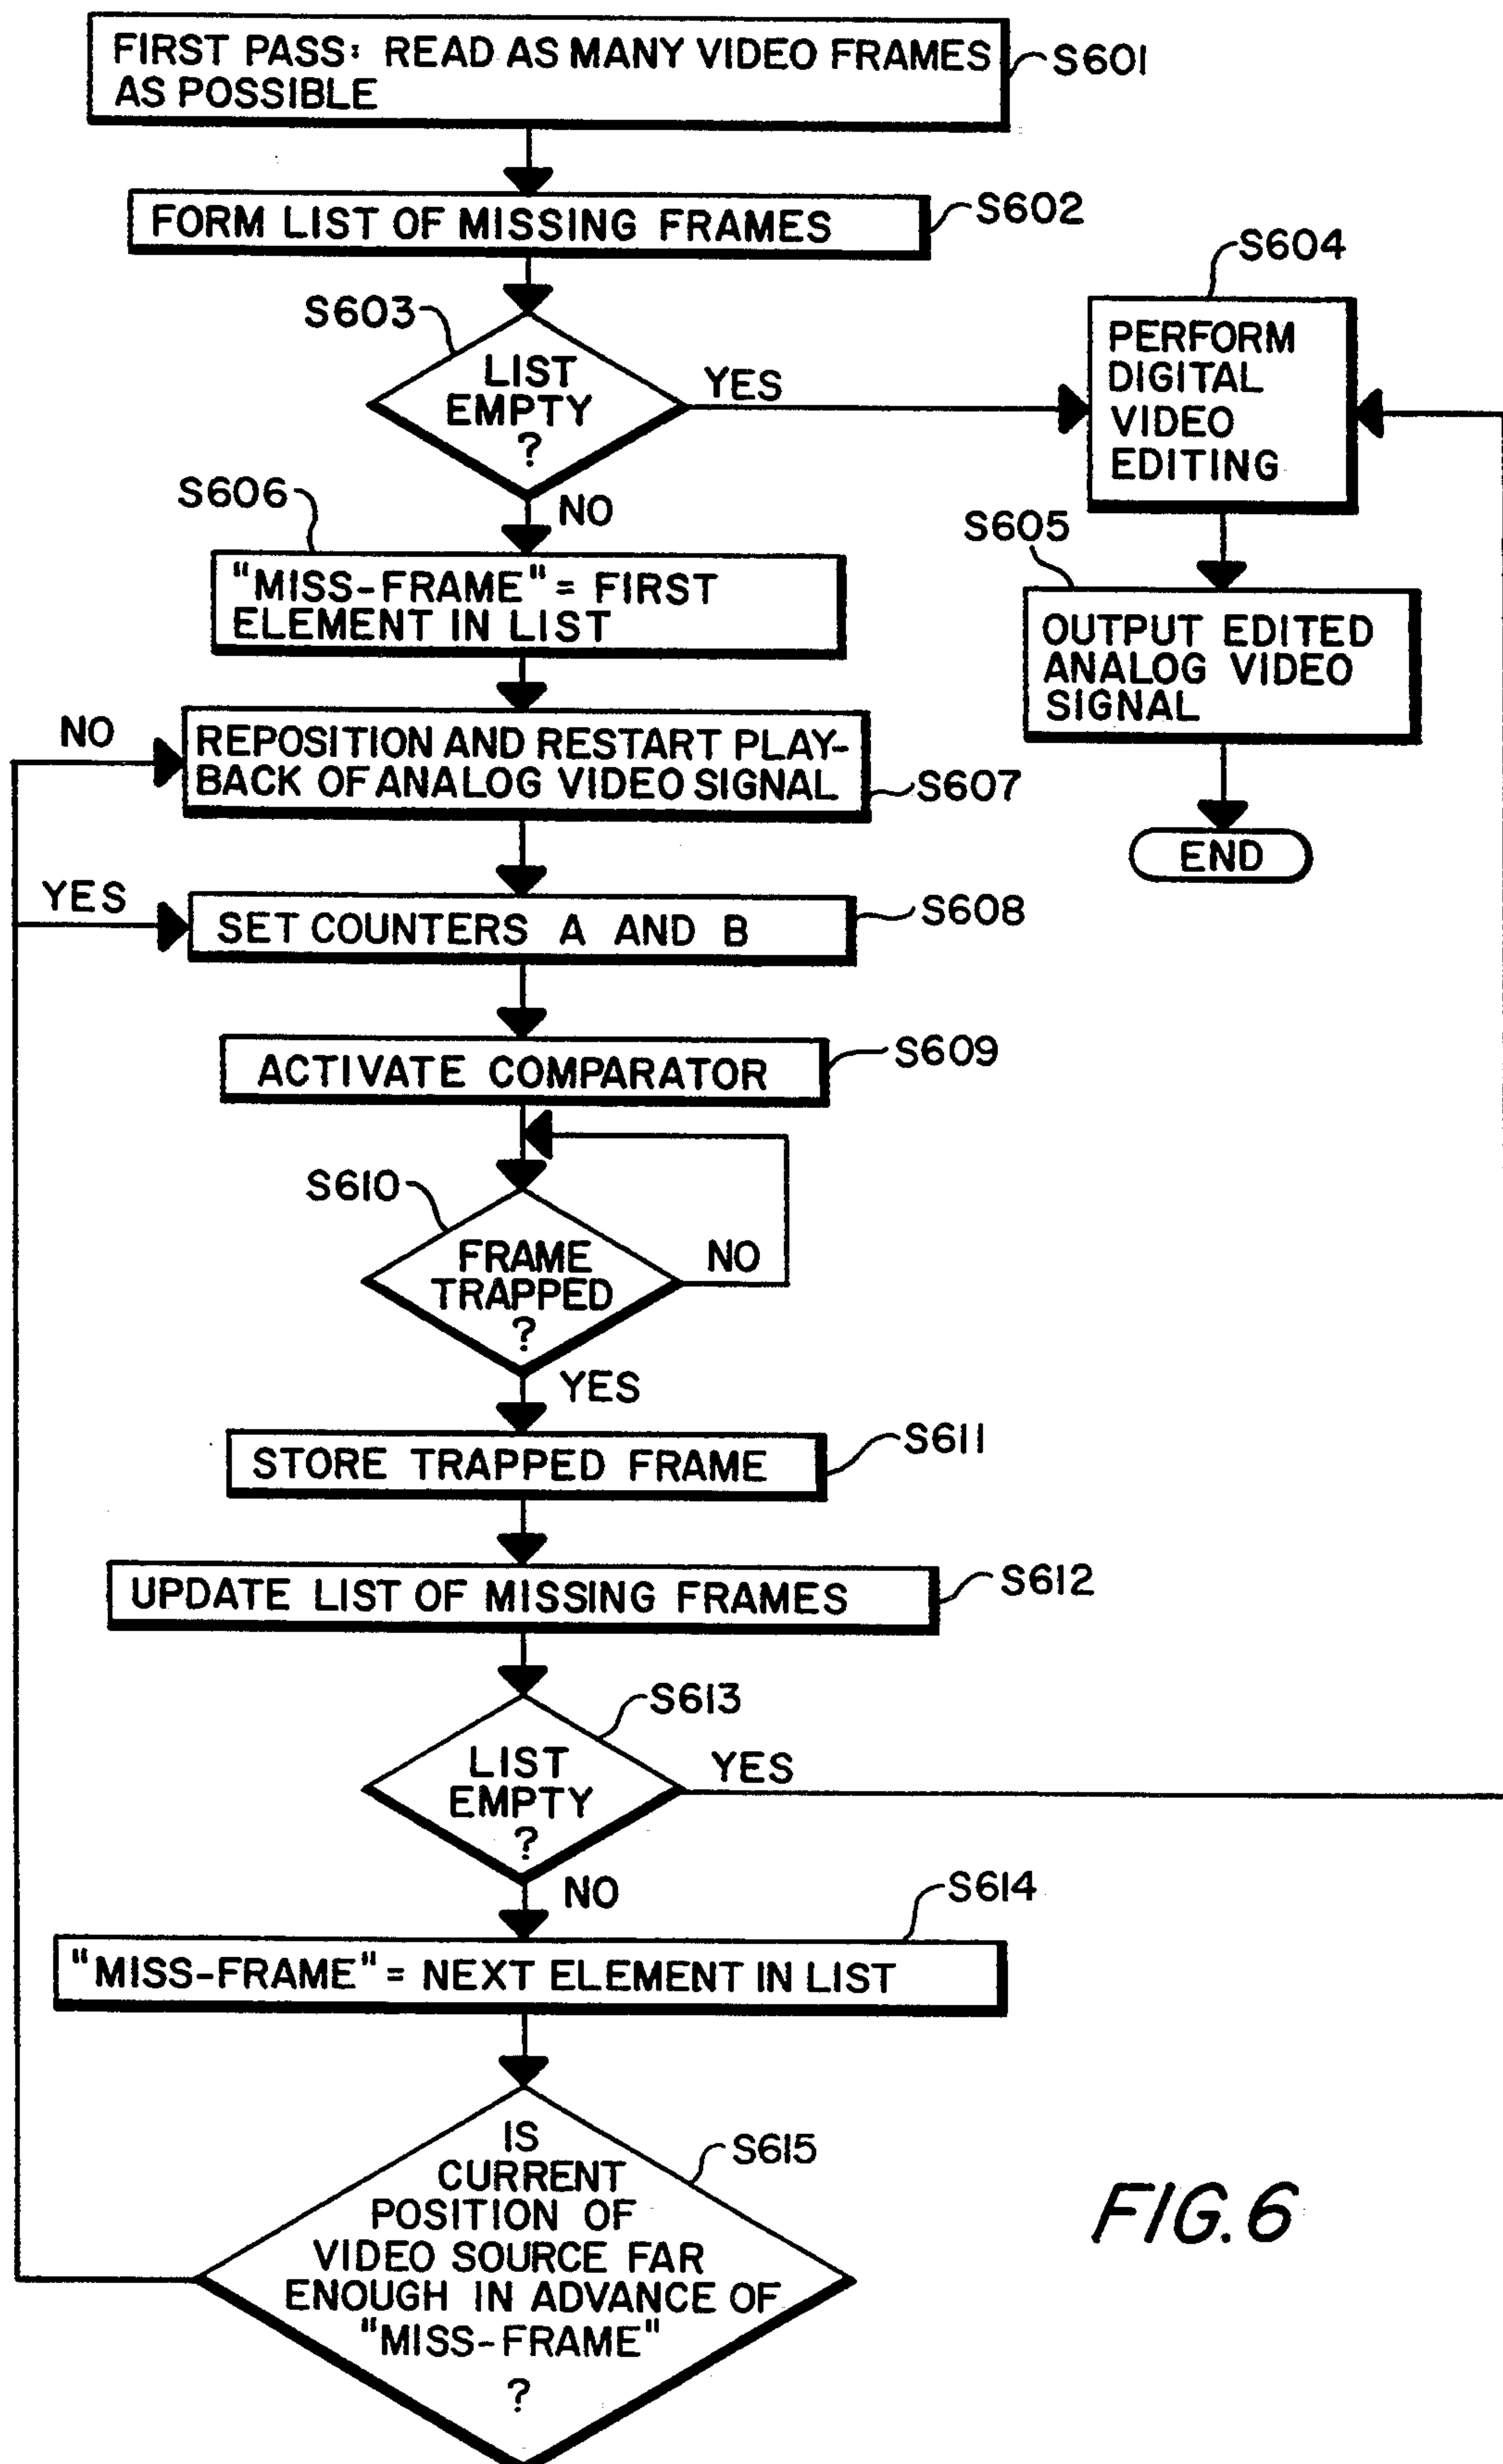 FIRST PASS: READ AS MANY VIDEO FRAMES
AS POSSIBLE
S601
FORM LIST OF MISSING FRAMES
S602
S603
LIST
EMPTY
?
YES
NO
S604
PERFORM
DIGITAL
VIDEO
EDITING
S605
OUTPUT EDITED
ANALOG VIDEO
SIGNAL
END
S606
"MISS-FRAME" = FIRST
ELEMENT IN LIST
NO
REPOSITION AND RESTART PLAY-
BACK OF ANALOG VIDEO SIGNAL
S607
YES
SET COUNTERS A AND B
S608
ACTIVATE COMPARATOR
S609
S610
FRAME
TRAPPED
?
NO
YES
STORE TRAPPED FRAME
S611
UPDATE LIST OF MISSING FRAMES
S612
S613
LIST
EMPTY
?
YES
NO
S614
"MISS-FRAME" = NEXT ELEMENT IN LIST
S615
IS
CURRENT
POSITION OF
VIDEO SOURCE FAR
ENOUGH IN ADVANCE OF
"MISS-FRAME"
?
FIG. 6